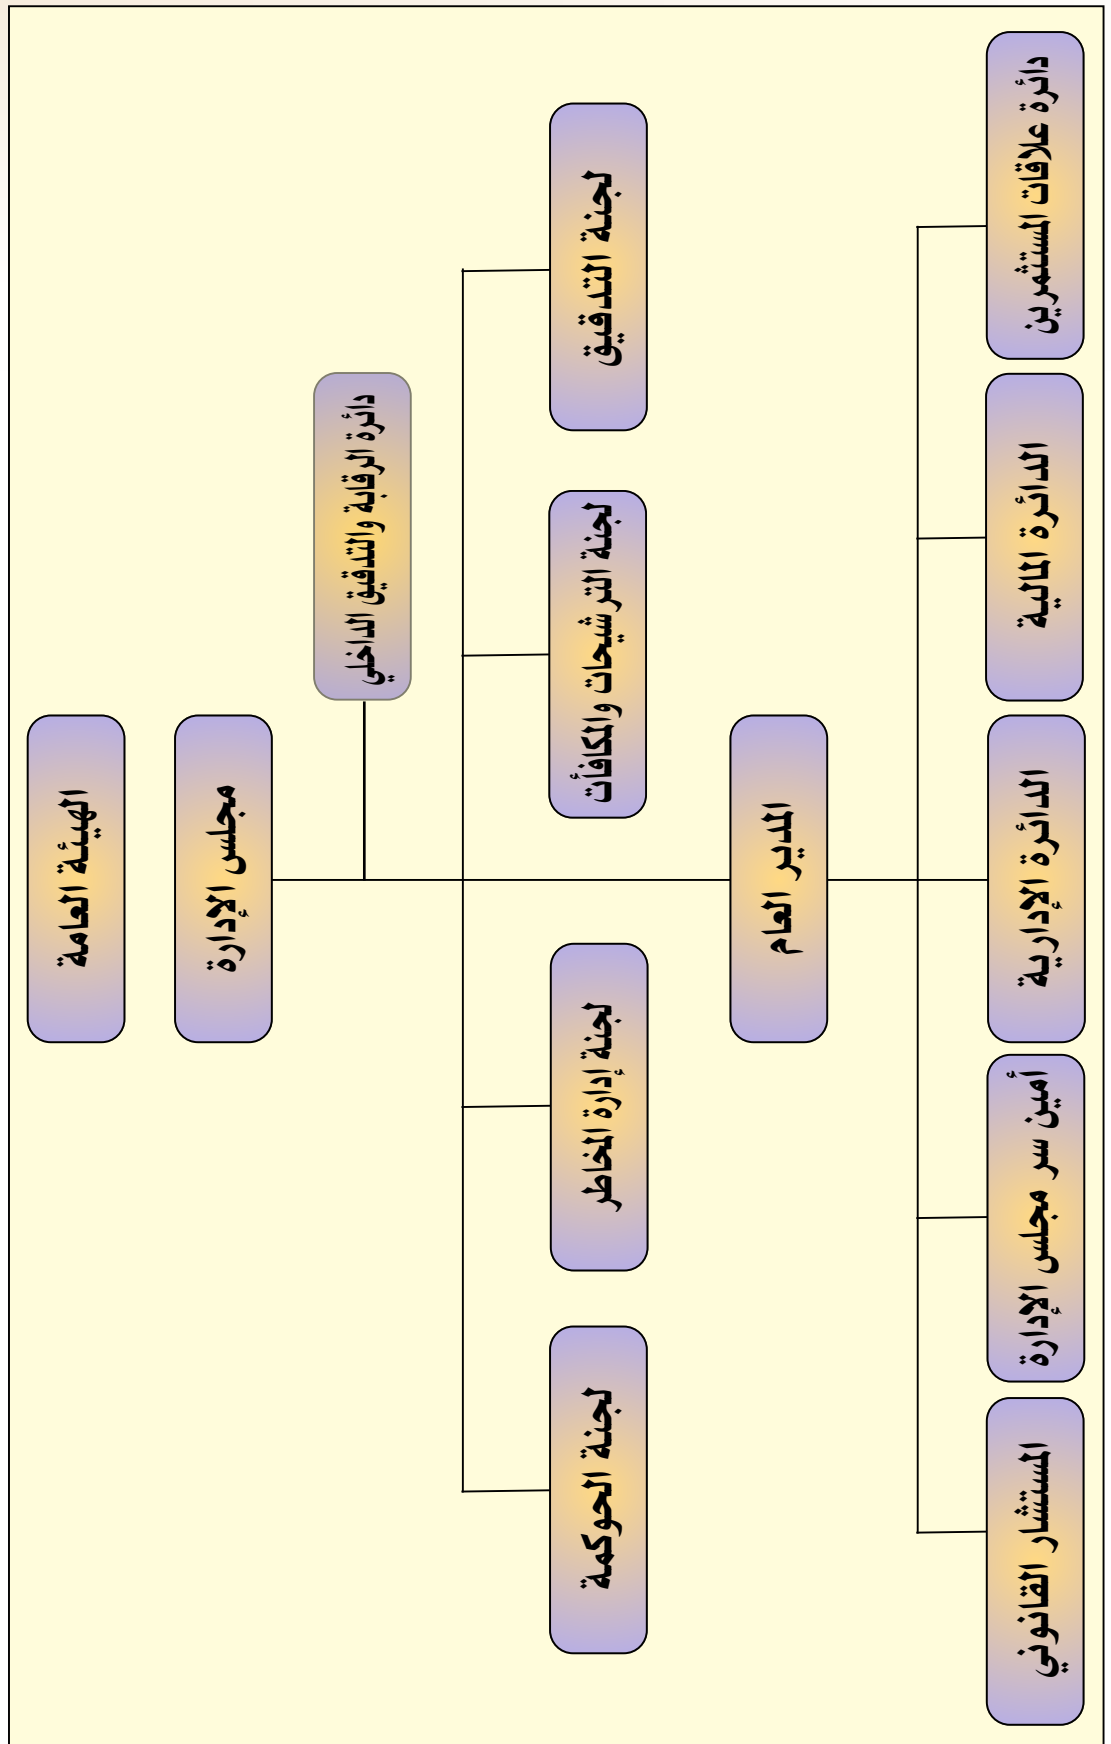 الهيئة العامة
مجلس الإدارة
دائرة الرقابة والتدقيق الداخلي
لجنة التدقيق
لجنة الترشيحات والمكافأت
لجنة إدارة المخاطر
لجنة الحوكمة
المدير العام
دائرة علاقات المستثمرين
الدائرة المالية
الدائرة الإدارية
أمين سر مجلس الإدارة
المستشار القانوني